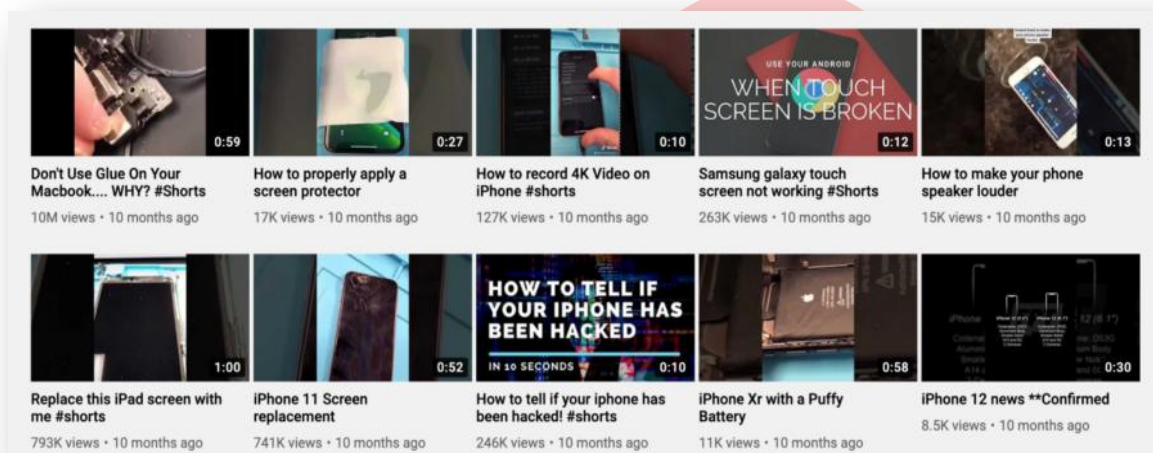 0:59
0:27
0:10
USE YOUR ANDROID
WHEN TOUCH
SCREEN IS BROKEN
0:12
0:13
Don't Use Glue On Your
Macbook.... WHY? #Shorts
10M views • 10 months ago
How to properly apply a
screen protector
17K views • 10 months ago
How to record 4K Video on
iPhone #shorts
127K views • 10 months ago
Samsung galaxy touch
screen not working #Shorts
263K views • 10 months ago
How to make your phone
speaker louder
15K views • 10 months ago
1:00
0:52
HOW TO TELL IF
YOUR IPHONE HAS
BEEN HACKED
IN 10 SECONDS
0:10
0:58
0:30
Replace this iPad screen with
me #shorts
793K views • 10 months ago
iPhone 11 Screen
replacement
741K views • 10 months ago
How to tell if your iphone has
been hacked! #shorts
246K views • 10 months ago
iPhone Xr with a Puffy
Battery
11K views • 10 months ago
iPhone 12 news **Confirmed
8.5K views • 10 months ago